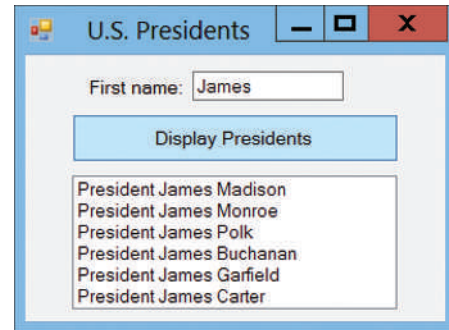 U.S. Presidents
First name: James
Display Presidents
President James Madison
President James Monroe
President James Polk
President James Buchanan
President James Garfield
President James Carter